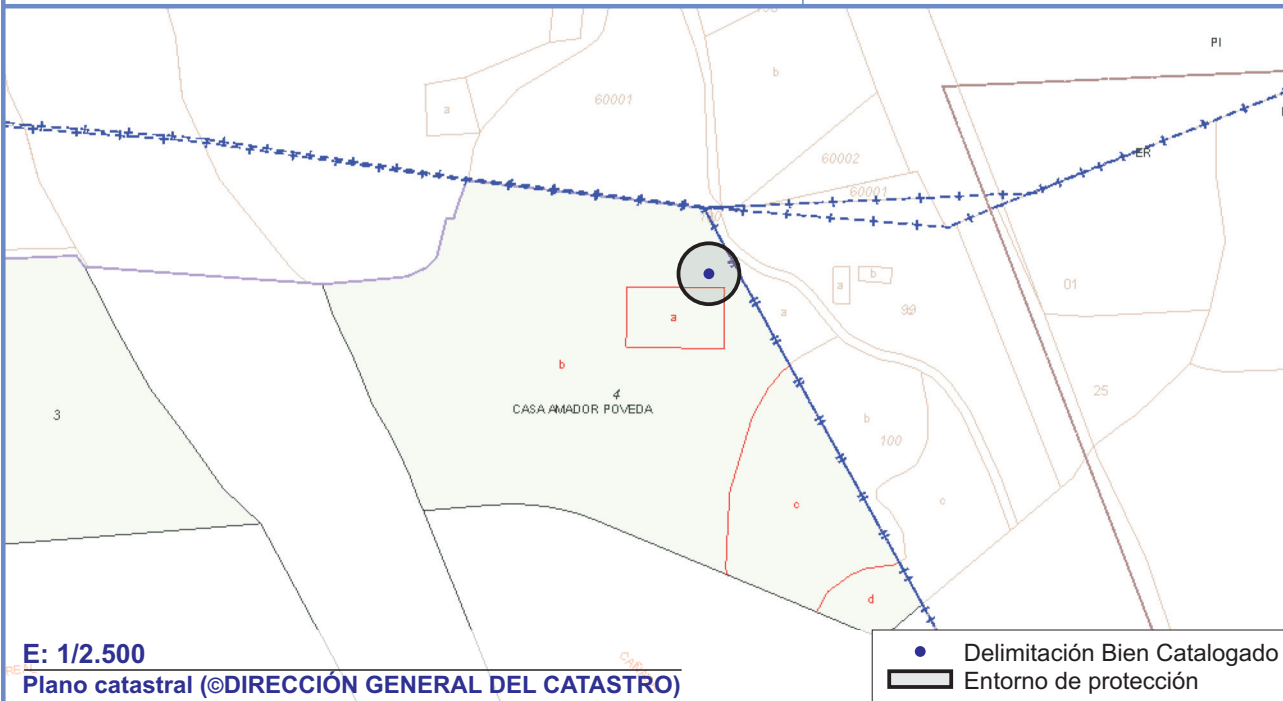 PI
b
60001
a
60002
ER
60001
b
a
a
01
99
a
b
4
CASA AMADOR POVEDA
3
25
b
100
c
c
d
E: 1/2.500
Plano catastral (©DIRECCIÓN GENERAL DEL CATASTRO)
Delimitación Bien Catalogado
Entorno de protección